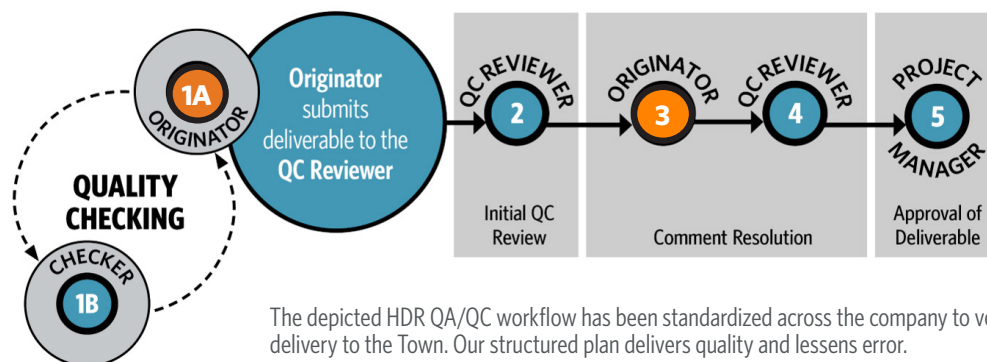 1A
ORIGINATOR
QUALITY
CHECKING
CHECKER
1B
Originator
submits
deliverable to the
QC Reviewer
QC REVIEWER
2
Initial QC
Review
ORIGINATOR
3
QC REVIEWER
4
Comment Resolution
PROJECT
5
MANAGER
Approval of
Deliverable
The depicted HDR QA/QC workflow has been standardized across the company to
delivery to the Town. Our structured plan delivers quality and lessens error.